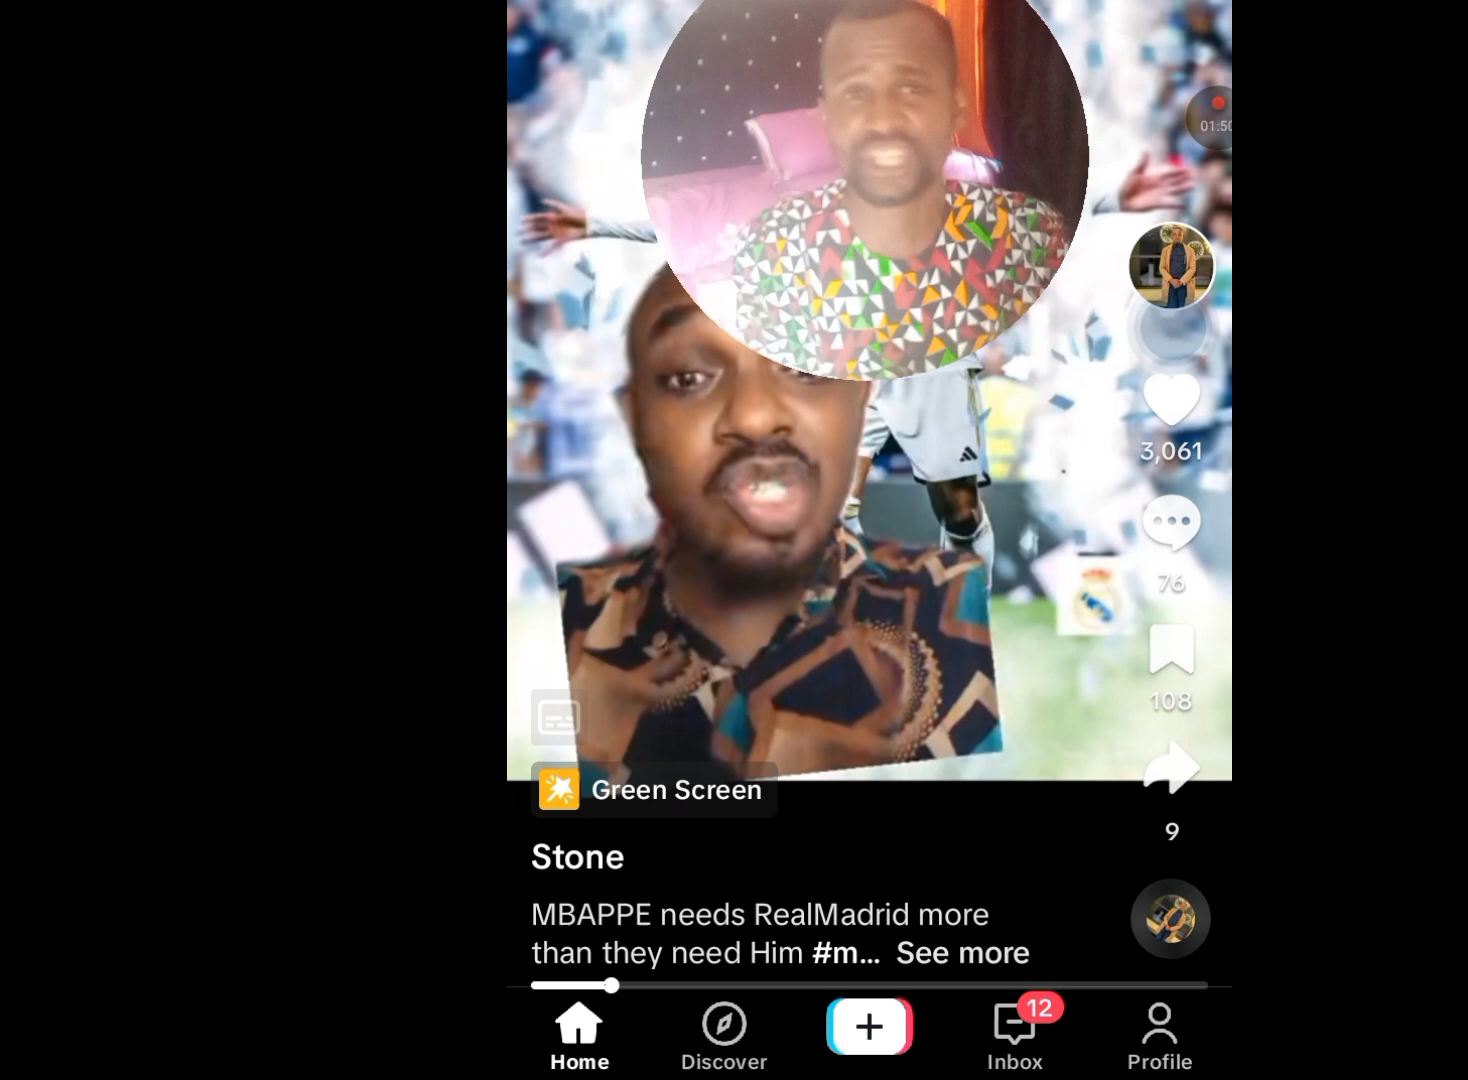 01:50
3,061
76
108
9
Green Screen
Stone
MBAPPE needs RealMadrid more
than they need Him #m... See more
12
Home
Discover
Inbox
Profile